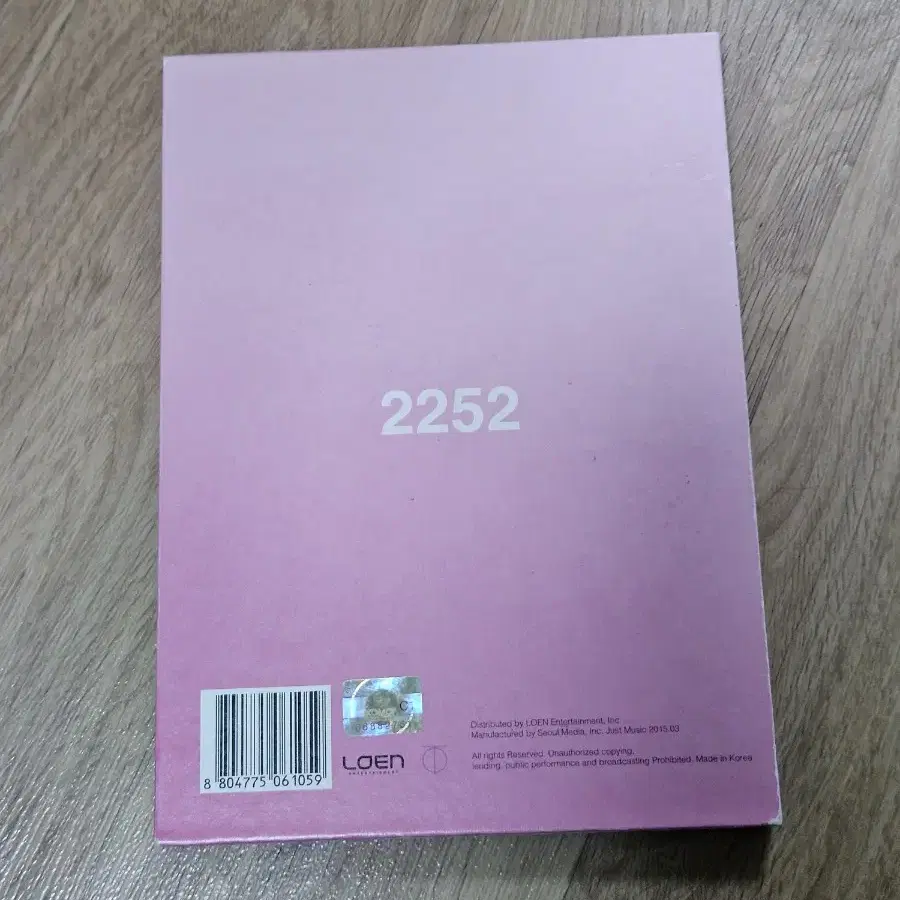 2252
8 804775 061059
LOEN
ENTERTAINMENT
Distributed by LOEN Entertainment, Inc
Manufactured by Seoul Media, Inc. Just Music 2015.03
All rights Reserved. Unauthorized copying,
lending, public performance and broadcasting Prohibited. Made in Korea